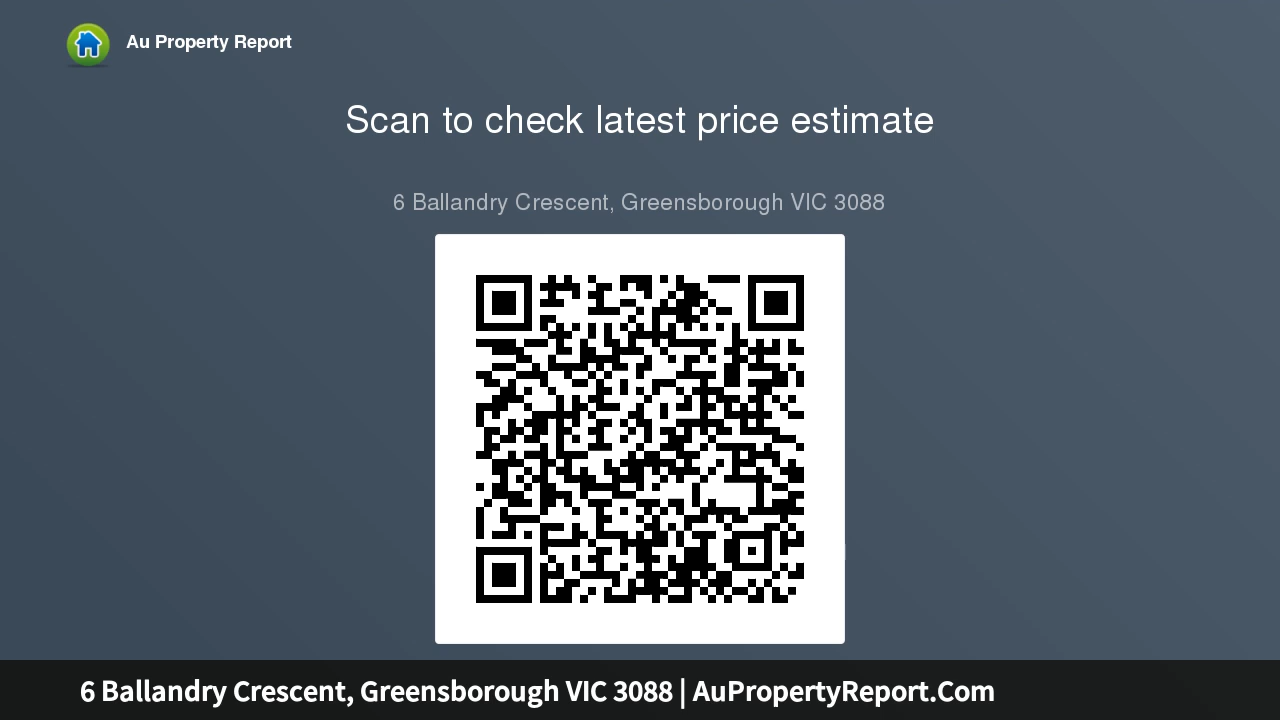 Au Property Report
Scan to check latest price estimate
6 Ballandry Crescent, Greensborough VIC 3088
6 Ballandry Crescent, Greensborough VIC 3088 | AuPropertyReport.Com